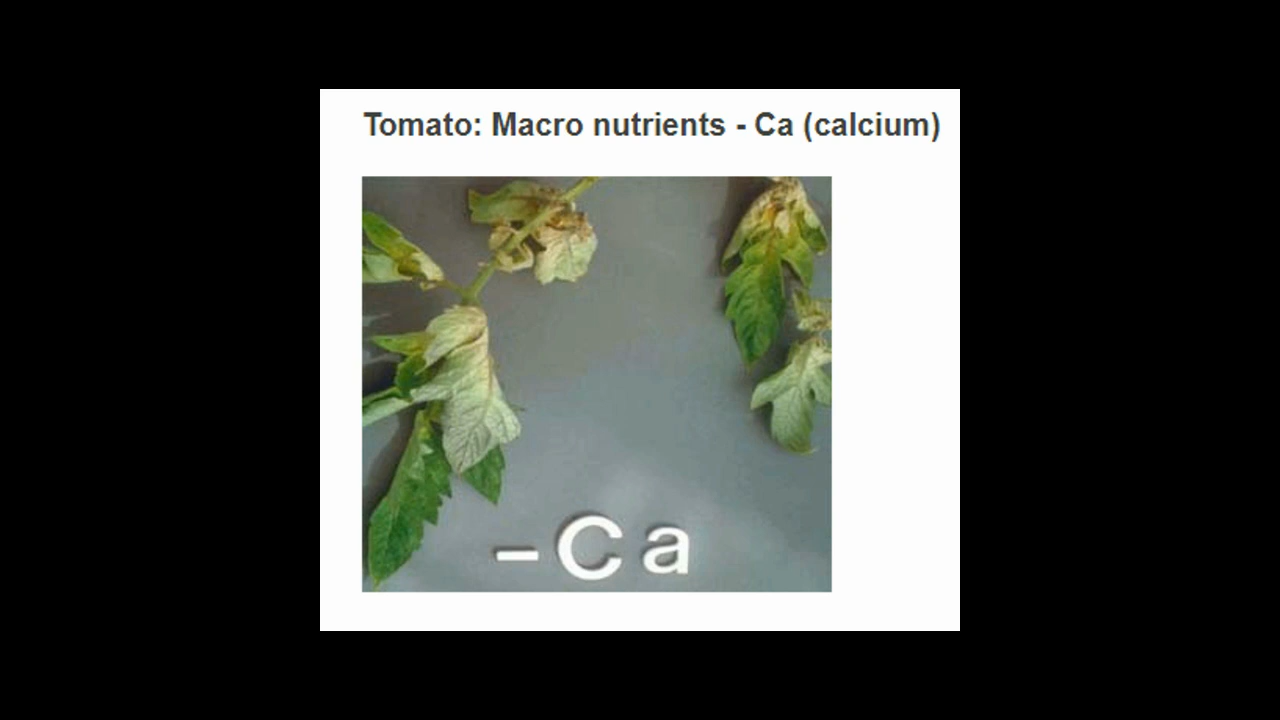 Tomato: Macro nutrients - Ca (calcium)
– Ca